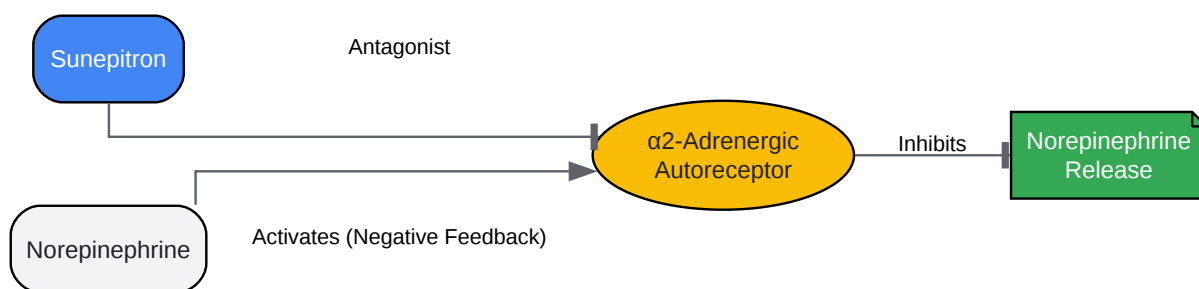 Sunepitron
Antagonist
α2-Adrenergic
Autoreceptor
Inhibits
Norepinephrine
Release
Norepinephrine
Activates (Negative Feedback)